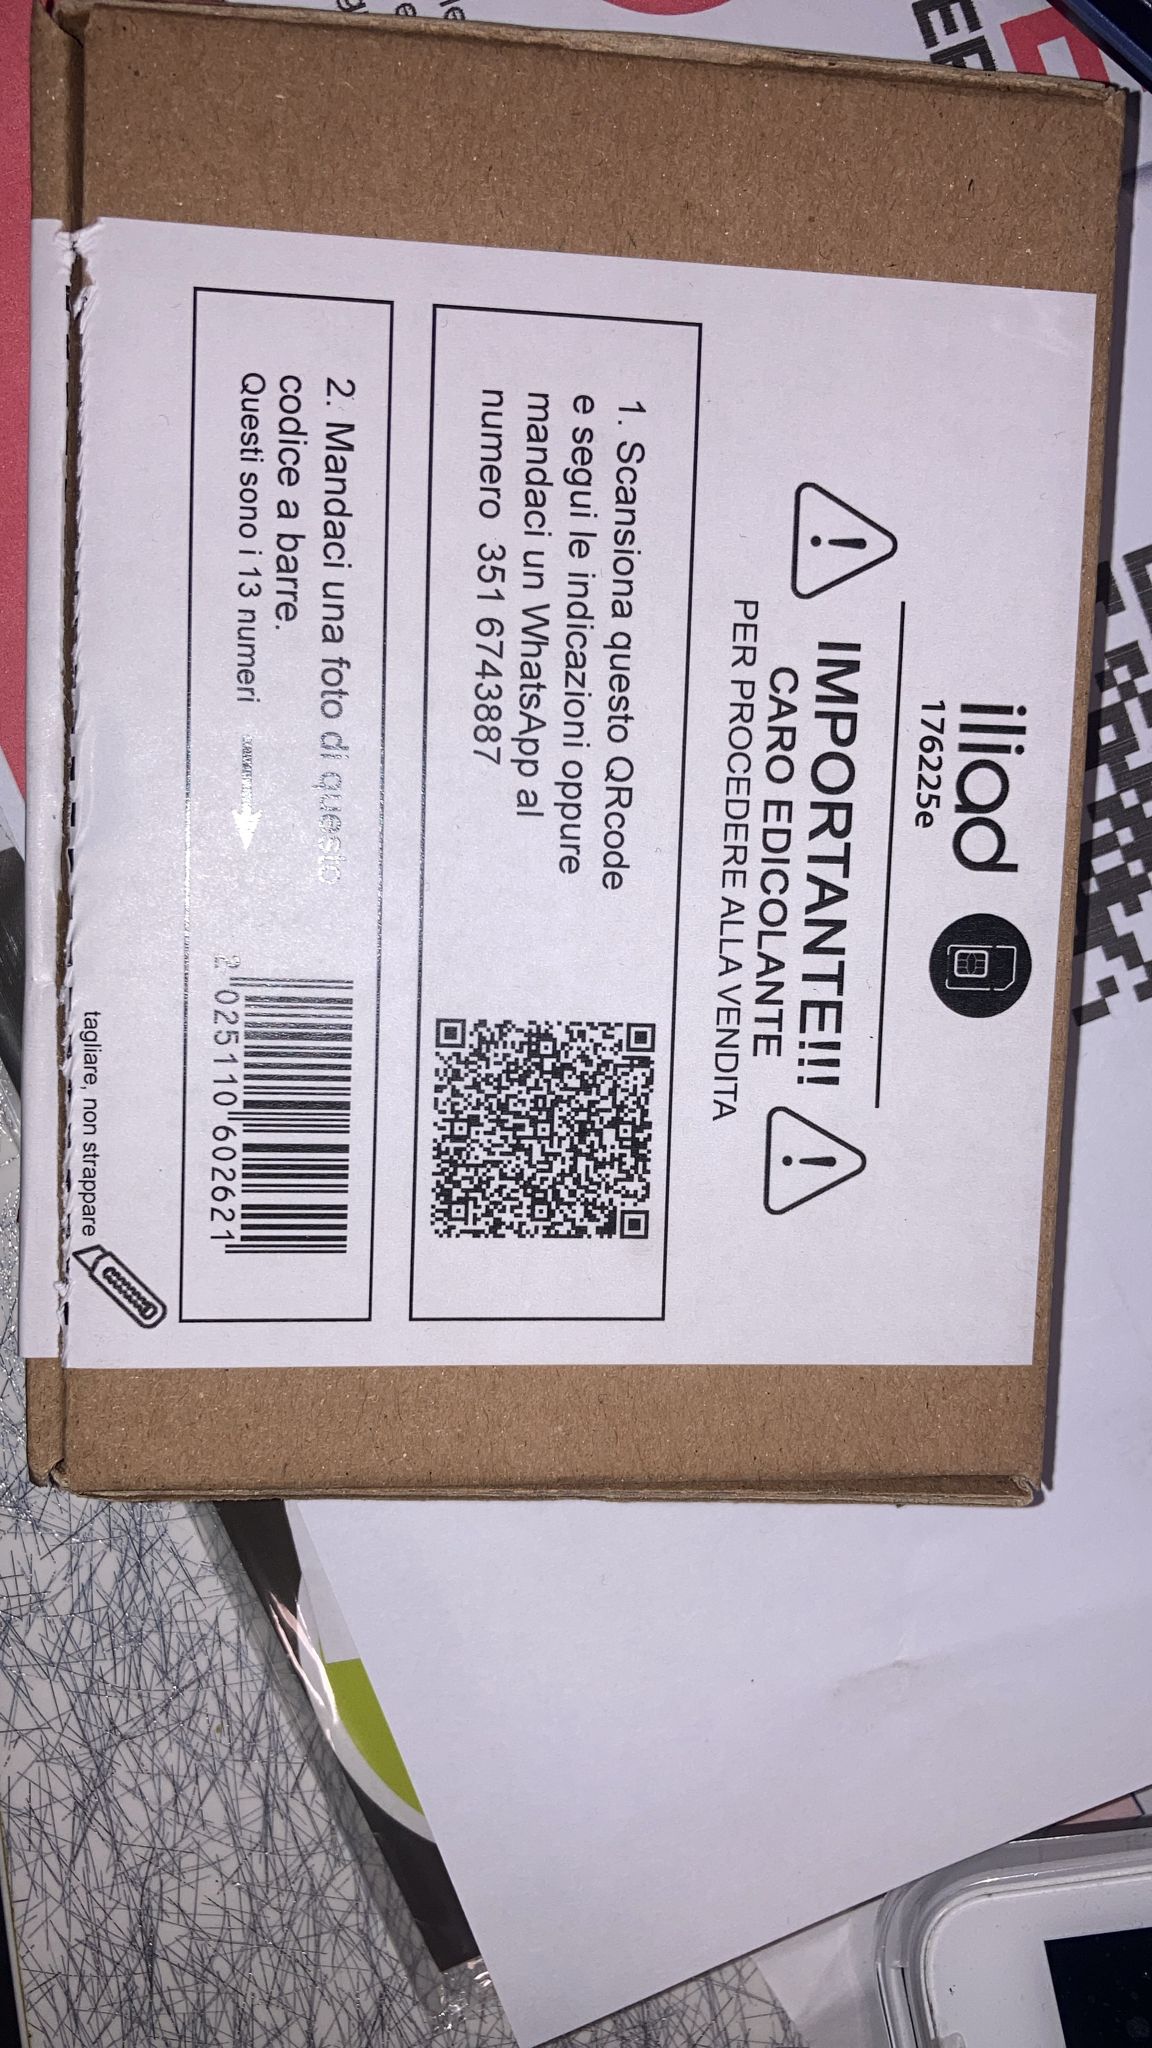 iliad
176225e
IMPORTANTE!!!
CARO EDICOLANTE
PER PROCEDERE ALLA VENDITA
1. Scansiona questo QRcode
e segui le indicazioni oppure
mandaci un WhatsApp al
numero 351 6743887
2. Mandaci una foto di questo
codice a barre.
Questi sono i 13 numeri
2 025110 602621
tagliare, non strappare